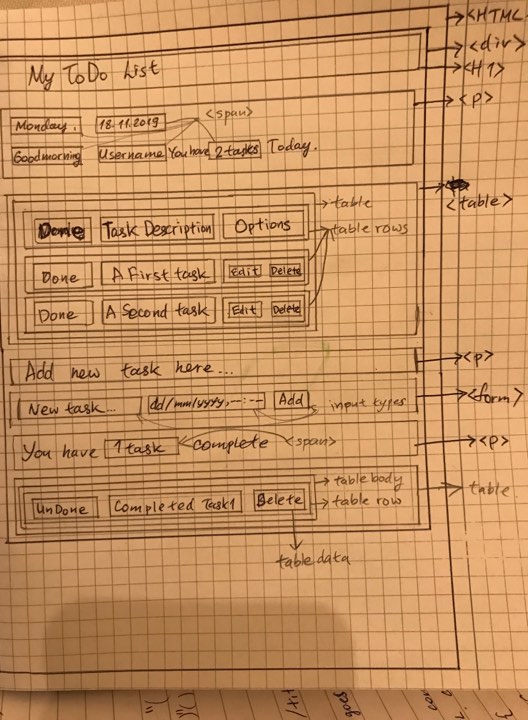 <HTML
<div>
My ToDo List
<H1>
<p>
Monday, 18.11.2019 <span>
Goodmorning Username You have 2 tasks Today.
<table>
table
Done Task Description Options
table rows
Done A First task Edit Delete
Done A Second task Edit Delete
Add new task here...
<p>
New task... dd/mm/yyyy,--:-- Add input types
<form>
You have 1 task complete <span>
<p>
table body
table
UnDone Completed Task1 Delete
table row
table data